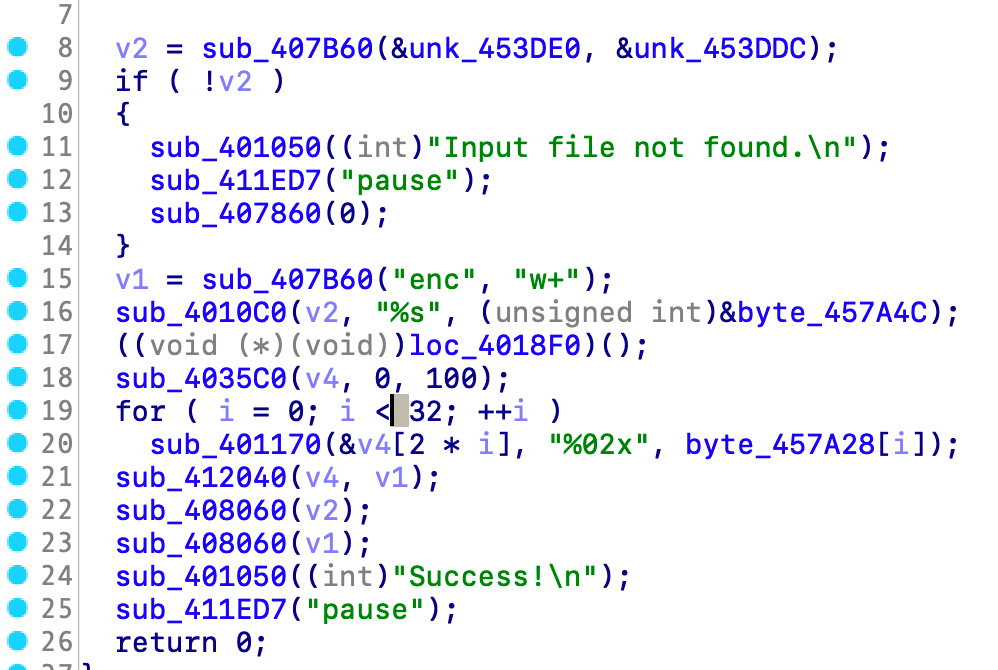 7
8 v2 = sub_407B60(&unk_453DE0, &unk_453DDC);
9 if ( !v2 )
10 {
11 sub_401050((int)"Input file not found.\n");
12 sub_411ED7("pause");
13 sub_407860(0);
14 }
15 v1 = sub_407B60("enc", "w+");
16 sub_4010C0(v2, "%s", (unsigned int)&byte_457A4C);
17 ((void (*)(void))loc_4018F0)();
18 sub_4035C0(v4, 0, 100);
19 for ( i = 0; i < 32; ++i )
20 sub_401170(&v4[2 * i], "%02x", byte_457A28[i]);
21 sub_412040(v4, v1);
22 sub_408060(v2);
23 sub_408060(v1);
24 sub_401050((int)"Success!\n");
25 sub_411ED7("pause");
26 return 0;
27 }